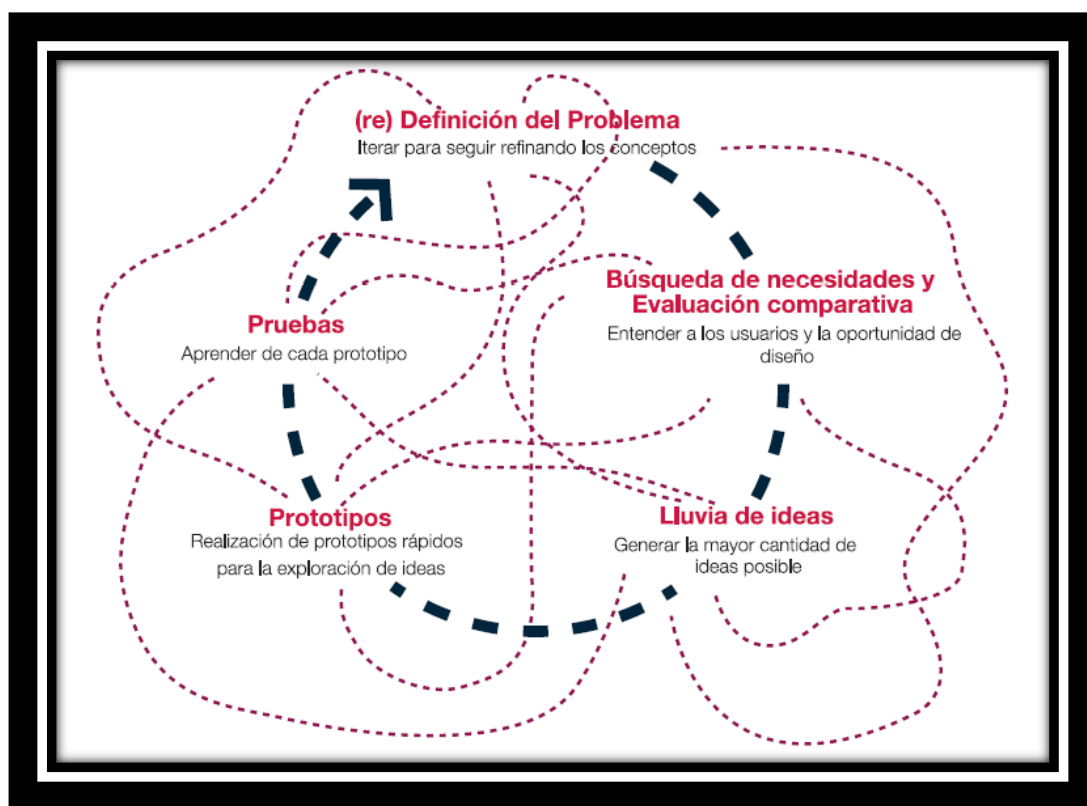 (re) Definición del Problema
Iterar para seguir refinando los conceptos
Búsqueda de necesidades y
Evaluación comparativa
Entender a los usuarios y la oportunidad de
diseño
Pruebas
Aprender de cada prototipo
Prototipos
Realización de prototipos rápidos
para la exploración de ideas
Lluvia de ideas
Generar la mayor cantidad de
ideas posible